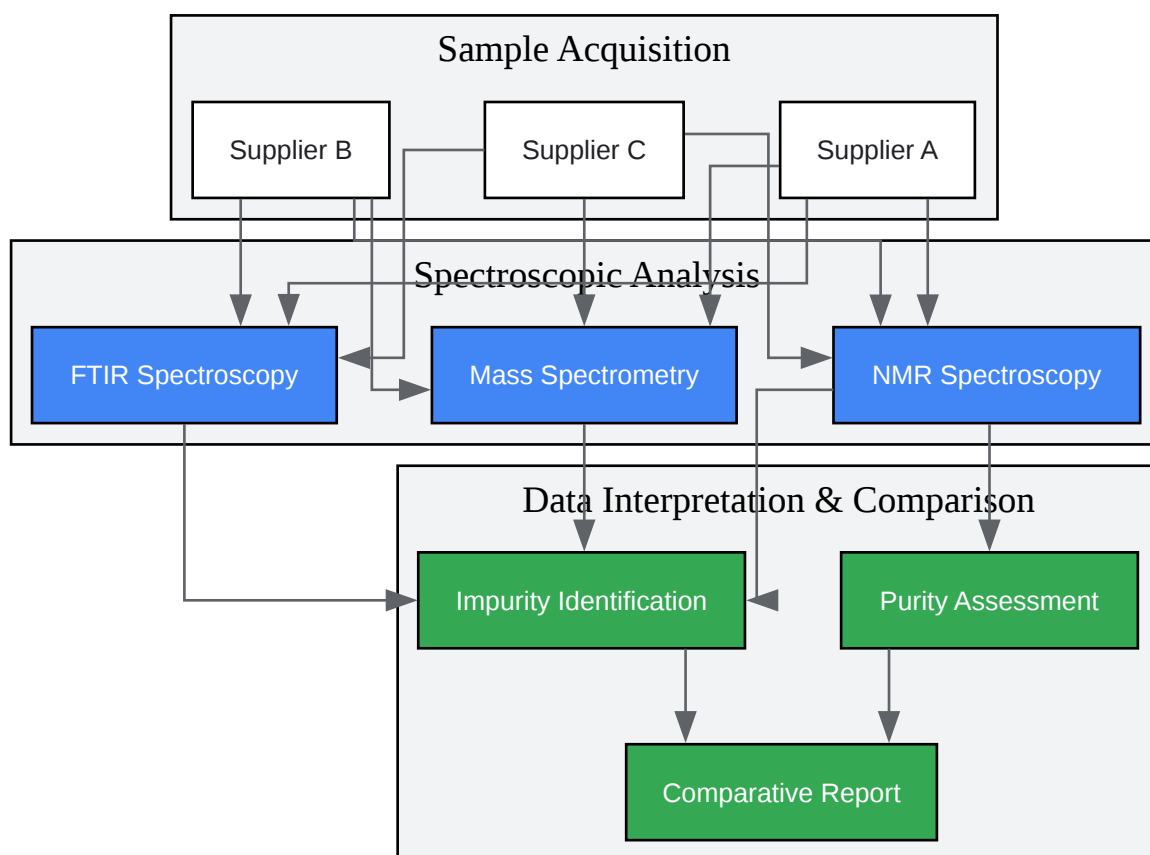 Sample Acquisition
Supplier B
Supplier C
Supplier A
Spectroscopic Analysis
FTIR Spectroscopy
Mass Spectrometry
NMR Spectroscopy
Data Interpretation & Comparison
Impurity Identification
Purity Assessment
Comparative Report